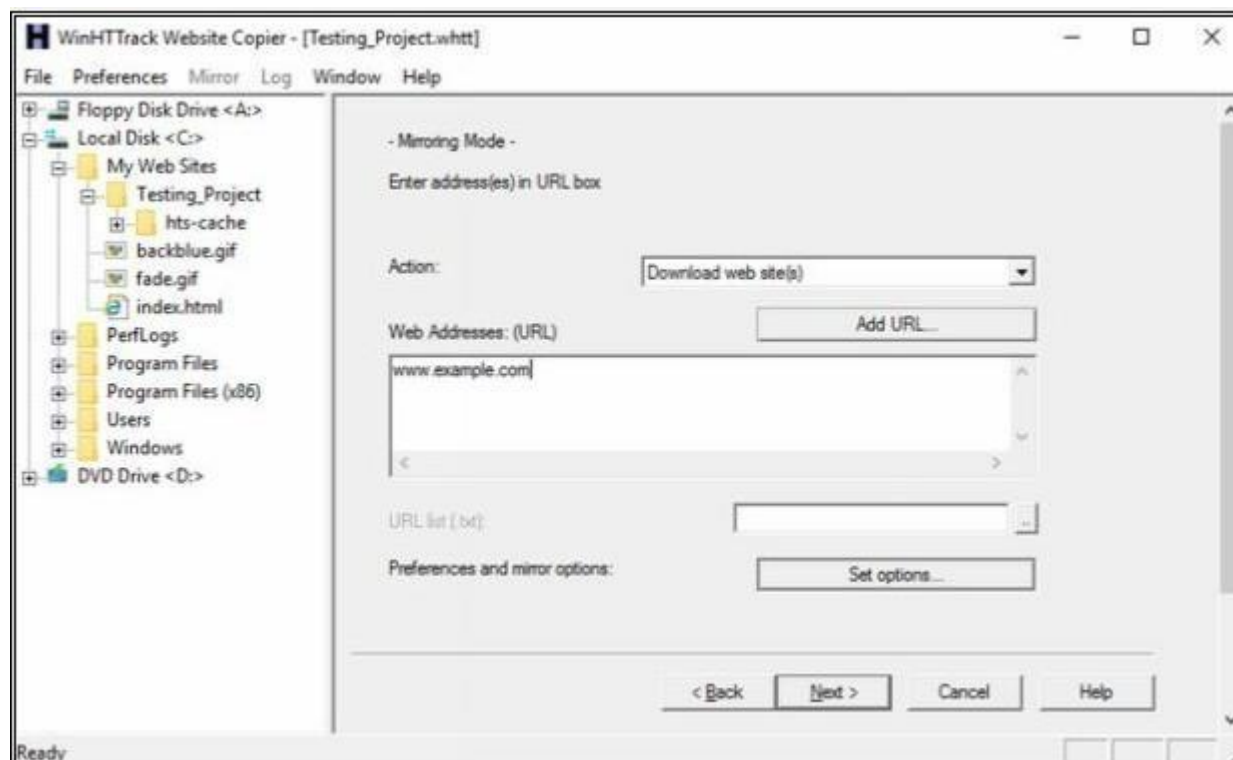 WinHTTrack Website Copier - [Testing_Project.whtt]
File Preferences Mirror Log Window Help
Floppy Disk Drive <A:>
Local Disk <C:>
My Web Sites
Testing_Project
hts-cache
backblue.gif
fade.gif
index.html
PerfLogs
Program Files
Program Files (x86)
Users
Windows
DVD Drive <D:>
- Mirroring Mode -
Enter address(es) in URL box
Action:
Download web site(s)
Add URL...
Web Addresses: (URL)
www.example.com
URL list (.txt):
..
Preferences and mirror options:
Set options...
< Back
Next >
Cancel
Help
Ready